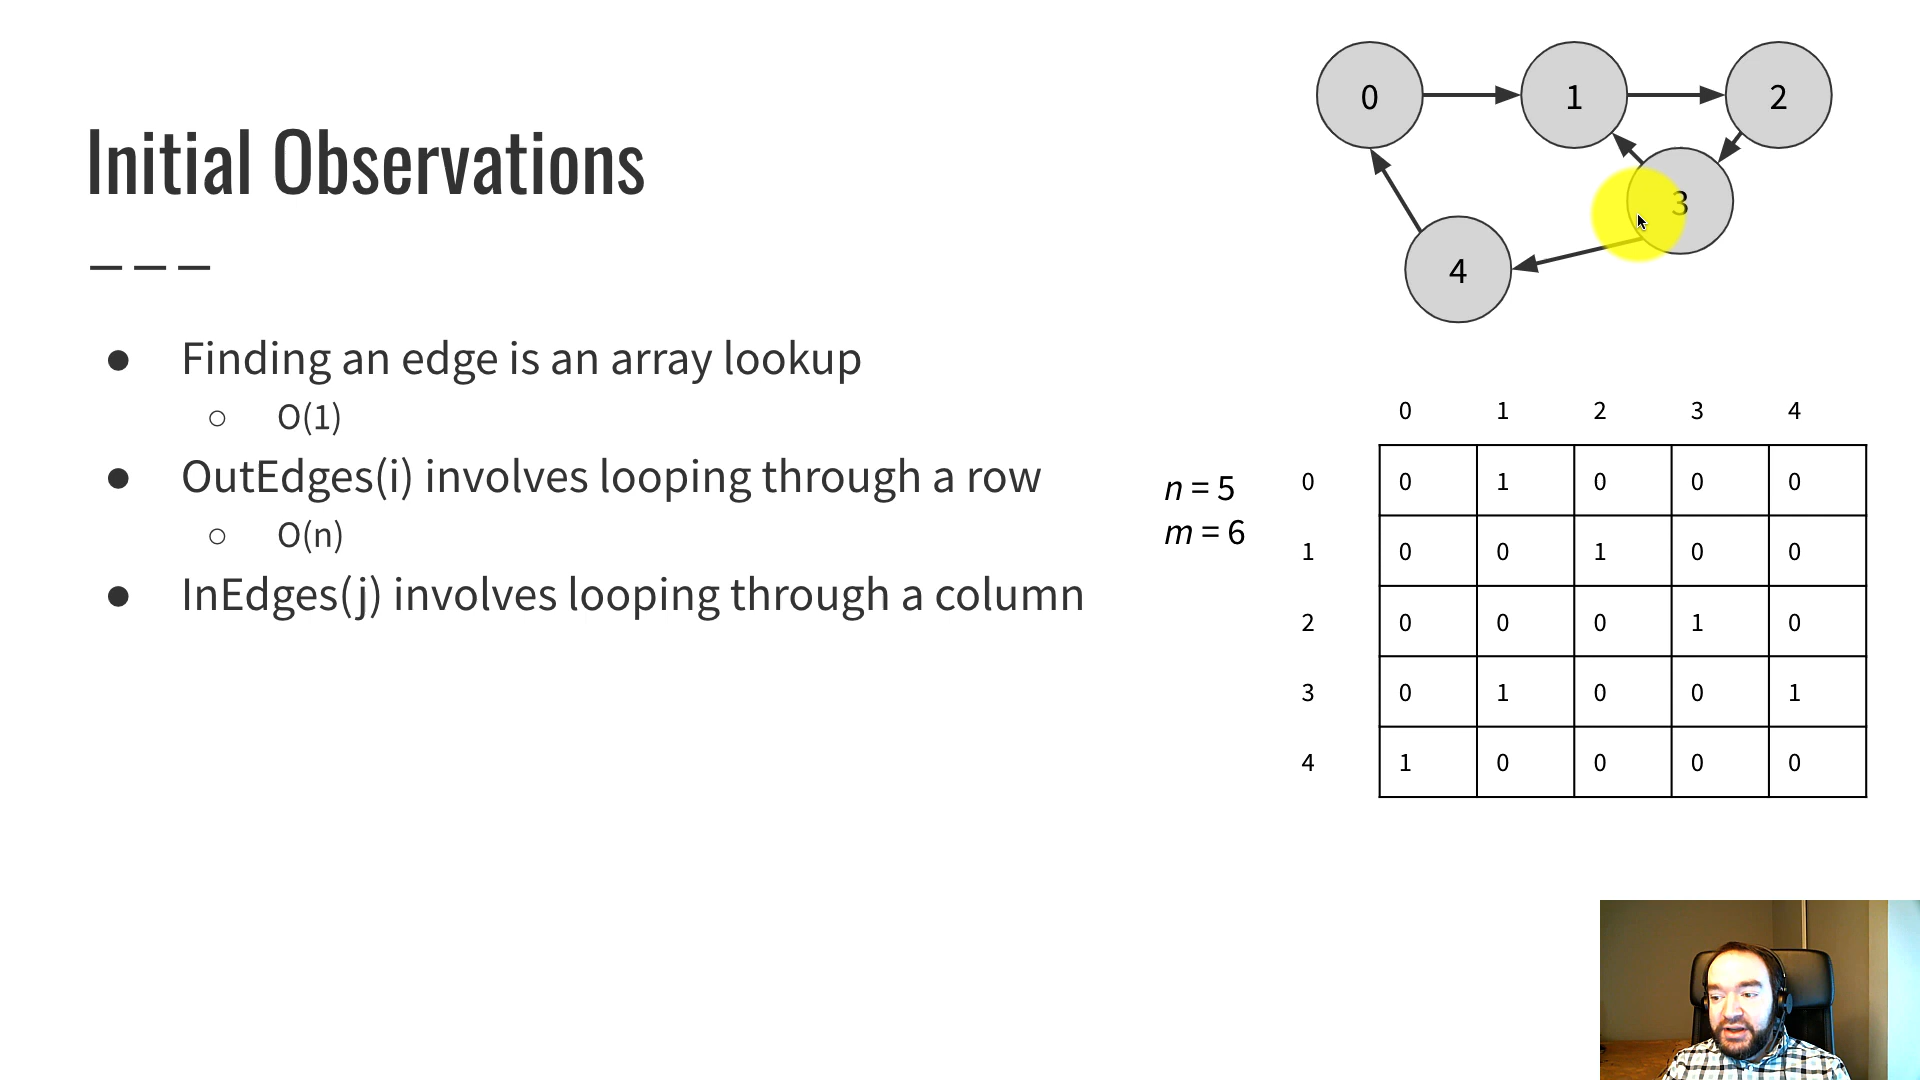 Initial Observations
● Finding an edge is an array lookup
○ O(1)
● OutEdges(i) involves looping through a row
○ O(n)
● InEdges(j) involves looping through a column
0 1 2
3
4
n = 5
m = 6
0 1 2 3 4
0 0 1 0 0 0
1 0 0 1 0 0
2 0 0 0 1 0
3 0 1 0 0 1
4 1 0 0 0 0